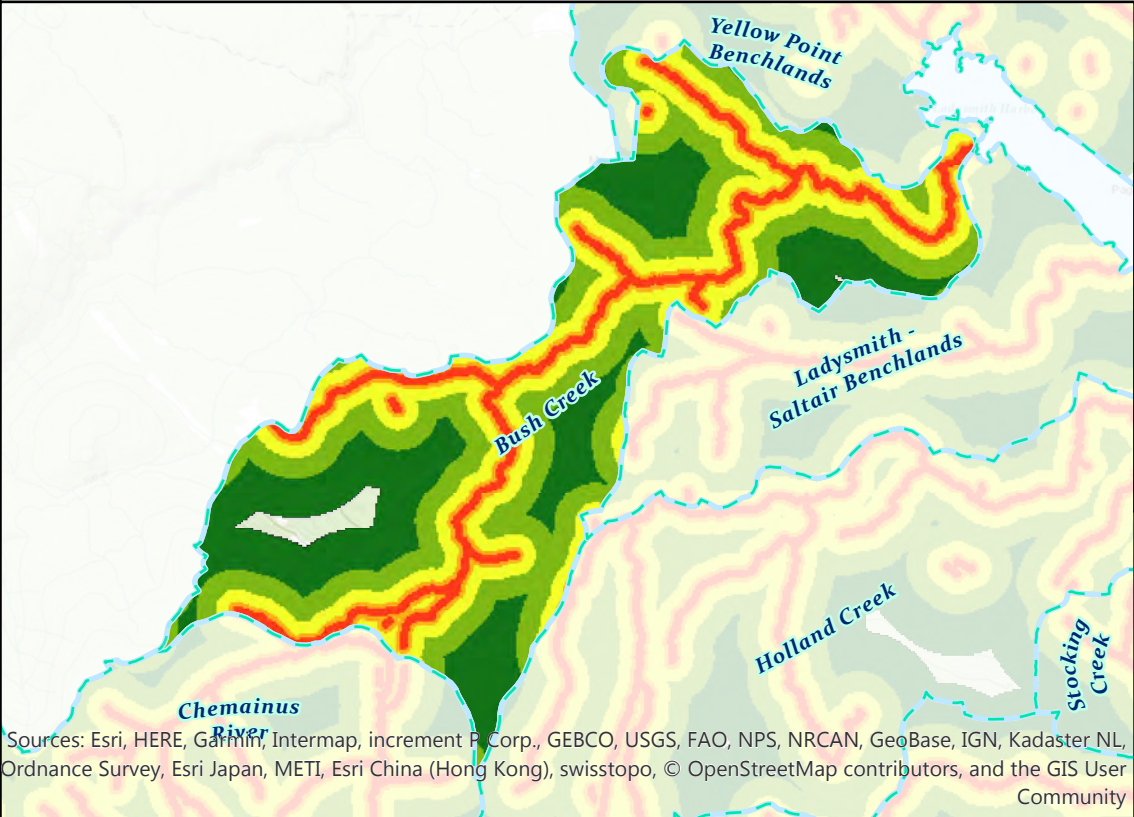 Yellow Point
Benchlands
Ladysmith -
Saltair Benchlands
Bush Creek
Holland Creek
Stocking
Creek
Chemainus
River
Sources: Esri, HERE, Garmin, Intermap, increment P Corp., GEBCO, USGS, FAO, NPS, NRCAN, GeoBase, IGN, Kadaster NL,
Ordnance Survey, Esri Japan, METI, Esri China (Hong Kong), swisstopo, © OpenStreetMap contributors, and the GIS User
Community